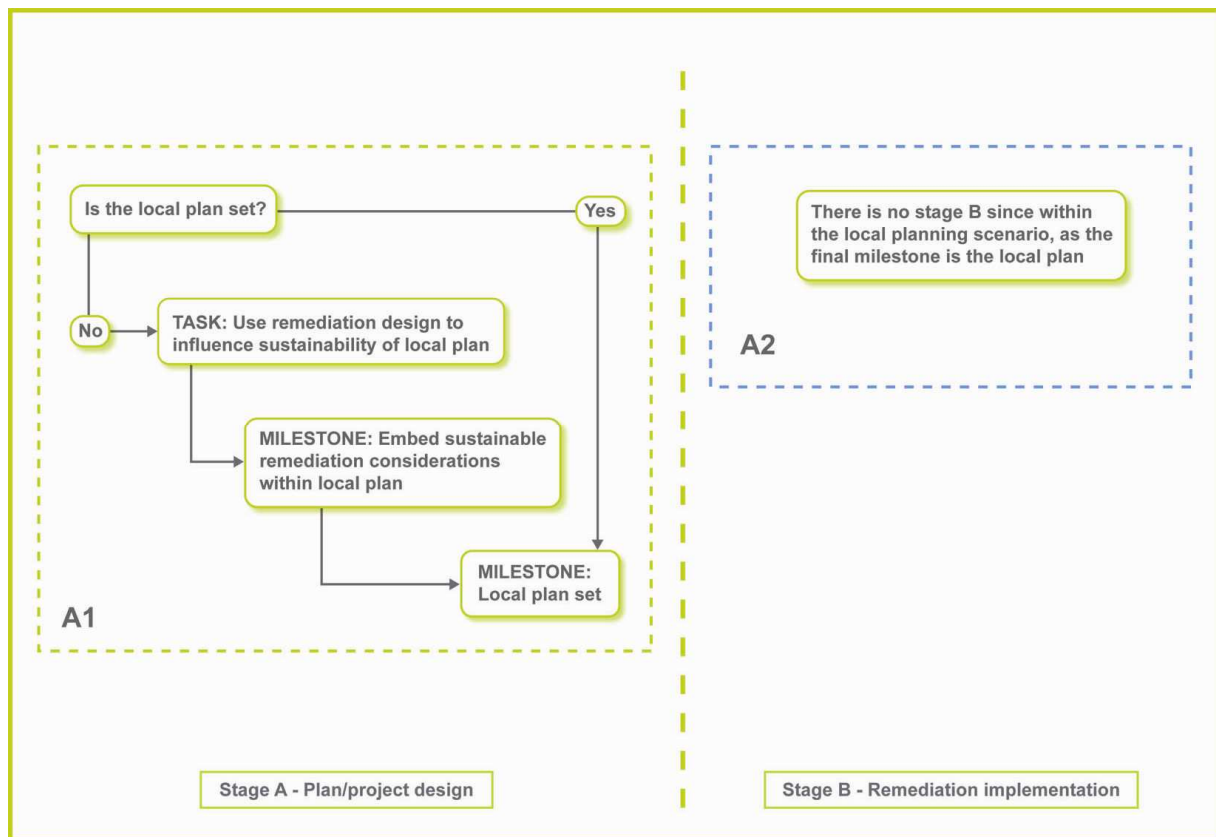 Is the local plan set?
Yes
No
TASK: Use remediation design to
influence sustainability of local plan
MILESTONE: Embed sustainable
remediation considerations
within local plan
MILESTONE:
Local plan set
A1
There is no stage B since within
the local planning scenario, as the
final milestone is the local plan
A2
Stage A - Plan/project design
Stage B - Remediation implementation